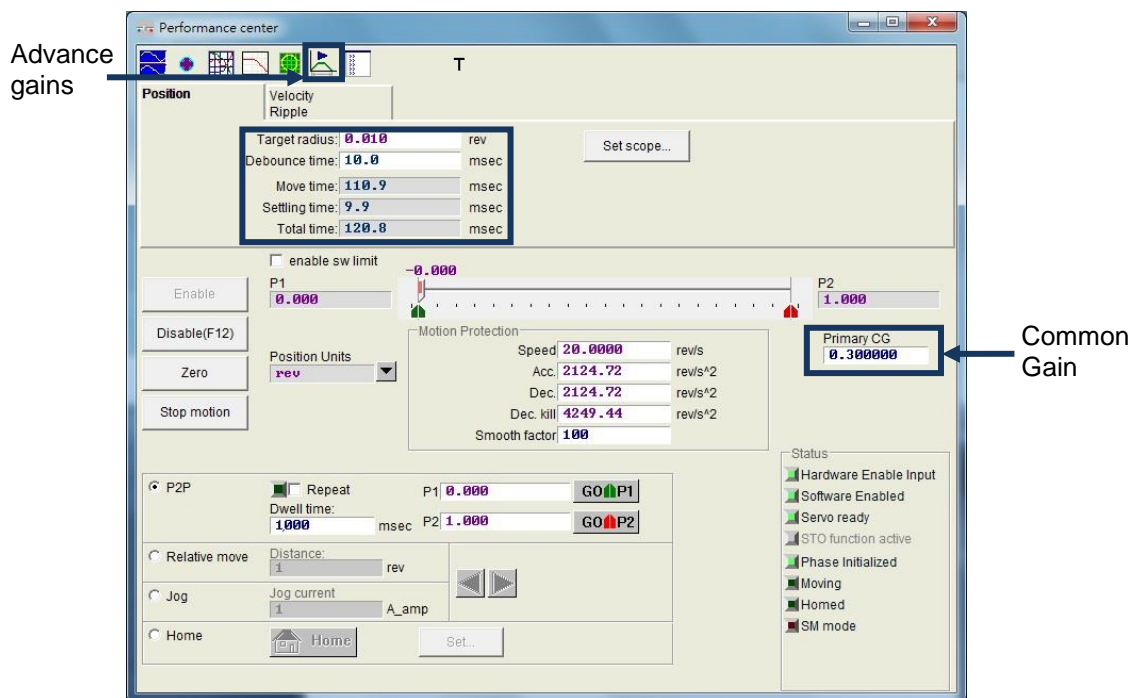 Performance center
Advance
gains
T
Position
Velocity
Ripple
Target radius: 0.010 rev
Set scope...
Debounce time: 10.0 msec
Move time: 110.9 msec
Settling time: 9.9 msec
Total time: 120.8 msec
enable sw limit
-0.000
Enable
P1
0.000
P2
1.000
Disable(F12)
Motion Protection
Speed 20.0000 rev/s
Primary CG
0.300000
Common
Gain
Position Units
rev
Zero
Acc. 2124.72 rev/s^2
Dec. 2124.72 rev/s^2
Stop motion
Dec. kill 4249.44 rev/s^2
Smooth factor 100
Status
Hardware Enable Input
Software Enabled
Servo ready
STO function active
Phase Initialized
Moving
Homed
SM mode
P2P
Repeat
P1 0.000 GO P1
Dwell time:
1000 msec
P2 1.000 GO P2
Relative move
Distance:
1 rev
Jog
Jog current
1 A_amp
Home
Home
Set...